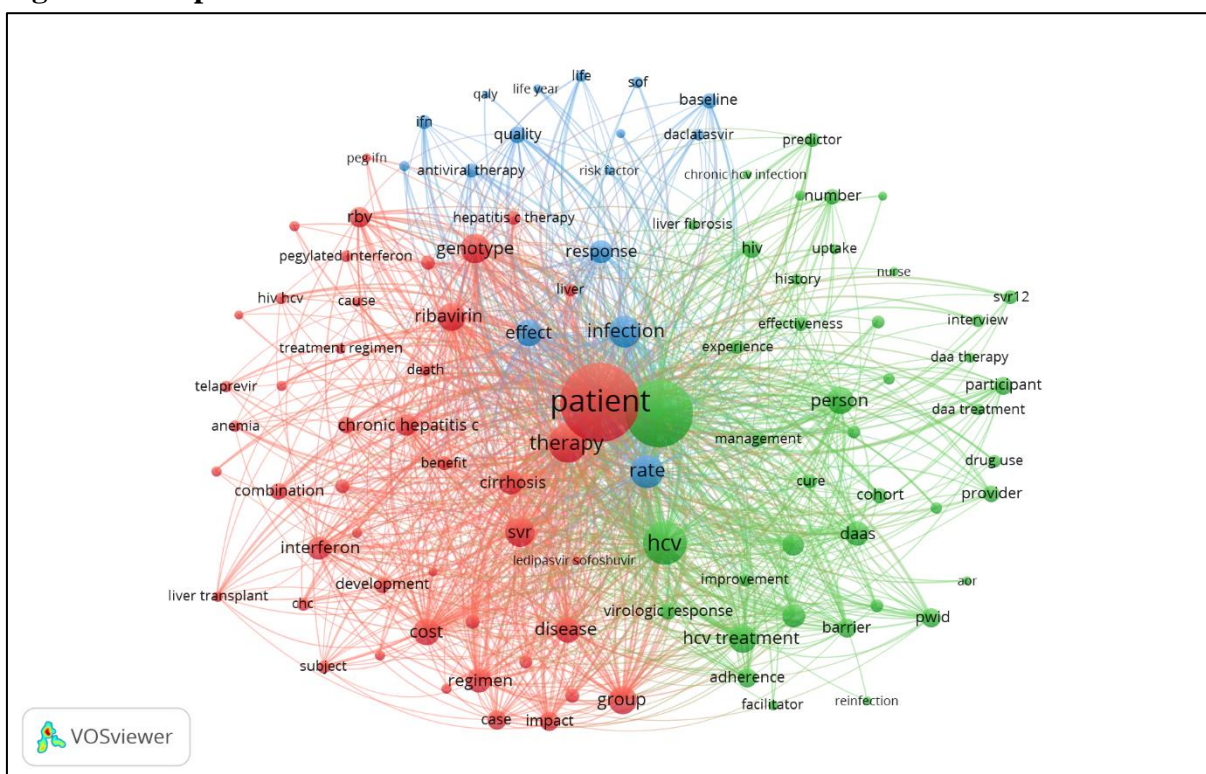 life
life year
sof
qaly
baseline
ifn
quality
daclatasvir
predictor
peg ifn
antiviral therapy
risk factor
chronic hcv infection
number
rbv
hepatitis c therapy
liver fibrosis
genotype
response
hiv
uptake
pegylated interferon
history
nurse
hiv hcv
cause
liver
svr12
ribavirin
effect
infection
effectiveness
interview
treatment regimen
experience
daa therapy
death
telaprevir
patient
person
participant
daa treatment
anemia
chronic hepatitis c
therapy
management
benefit
rate
drug use
combination
cirrhosis
cure
cohort
provider
interferon
svr
hcv
daas
ledipasvir sofosbuvir
development
improvement
aor
liver transplant
chc
virologic response
cost
disease
hcv treatment
barrier
pwid
subject
regimen
adherence
group
facilitator
reinfection
case
impact
VOSviewer